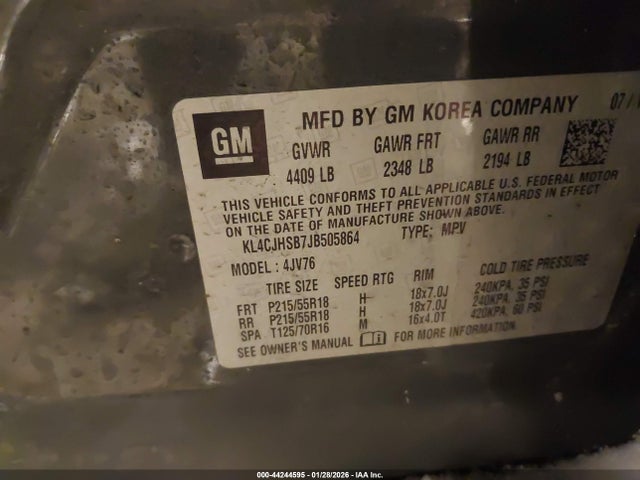 MFD BY GM KOREA COMPANY 07/1
GM
GVWR GAWR FRT GAWR RR
4409 LB 2348 LB 2194 LB
THIS VEHICLE CONFORMS TO ALL APPLICABLE U.S. FEDERAL MOTOR
VEHICLE SAFETY AND THEFT PREVENTION STANDARDS IN EFFECT
ON THE DATE OF MANUFACTURE SHOWN ABOVE.
KL4CJHSB7JB505864 TYPE: MPV
MODEL : 4JV76
TIRE SIZE SPEED RTG RIM COLD TIRE PRESSURE
FRT P215/55R18 H 18x7.0J 240KPA, 35 PSI
RR P215/55R18 H 18x7.0J 240KPA, 35 PSI
SPA T125/70R16 M 16x4.0T 420KPA, 60 PSI
SEE OWNER'S MANUAL i FOR MORE INFORMATION.
000-44244595 - 01/28/2026 - IAA Inc.